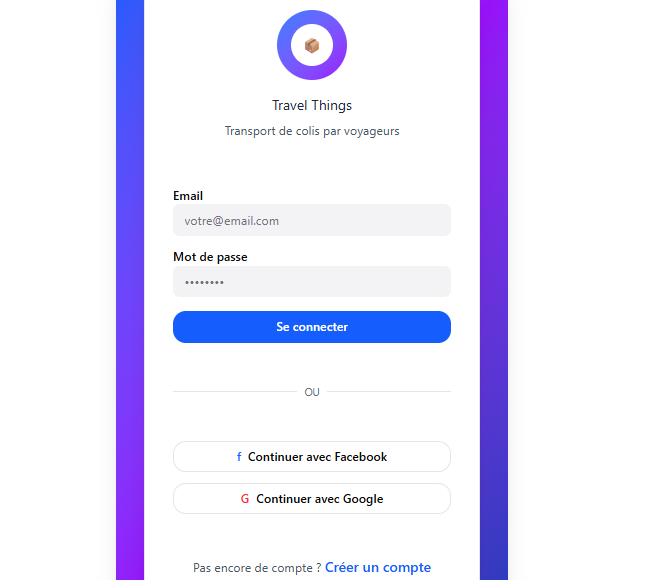 Travel Things
Transport de colis par voyageurs
Email
votre@email.com
Mot de passe
••••••••
Se connecter
OU
f Continuer avec Facebook
G Continuer avec Google
Pas encore de compte ? Créer un compte